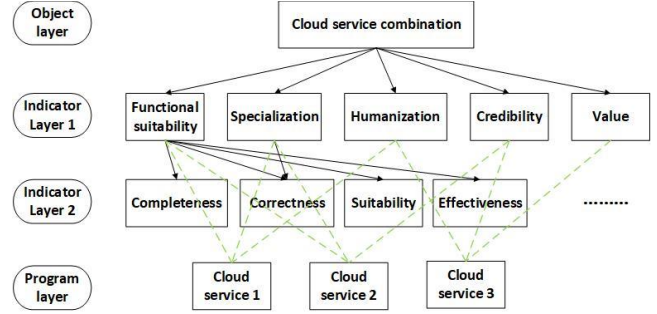 Object
layer
Cloud service combination
Indicator
Layer 1
Functional
suitability
Specialization
Humanization
Credibility
Value
Indicator
Layer 2
Completeness
Correctness
Suitability
Effectiveness
.........
Program
layer
Cloud
service 1
Cloud
service 2
Cloud
service 3